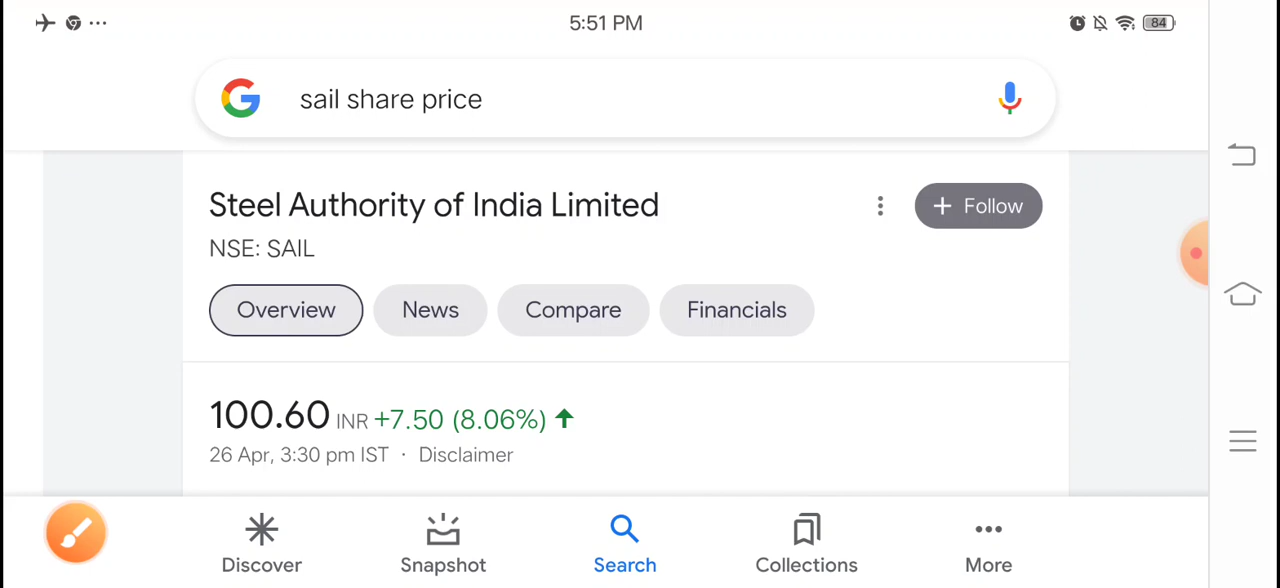 5:51 PM
84
sail share price
Steel Authority of India Limited
+ Follow
NSE: SAIL
Overview
News
Compare
Financials
100.60 INR +7.50 (8.06%)
26 Apr, 3:30 pm IST · Disclaimer
Discover
Snapshot
Search
Collections
More